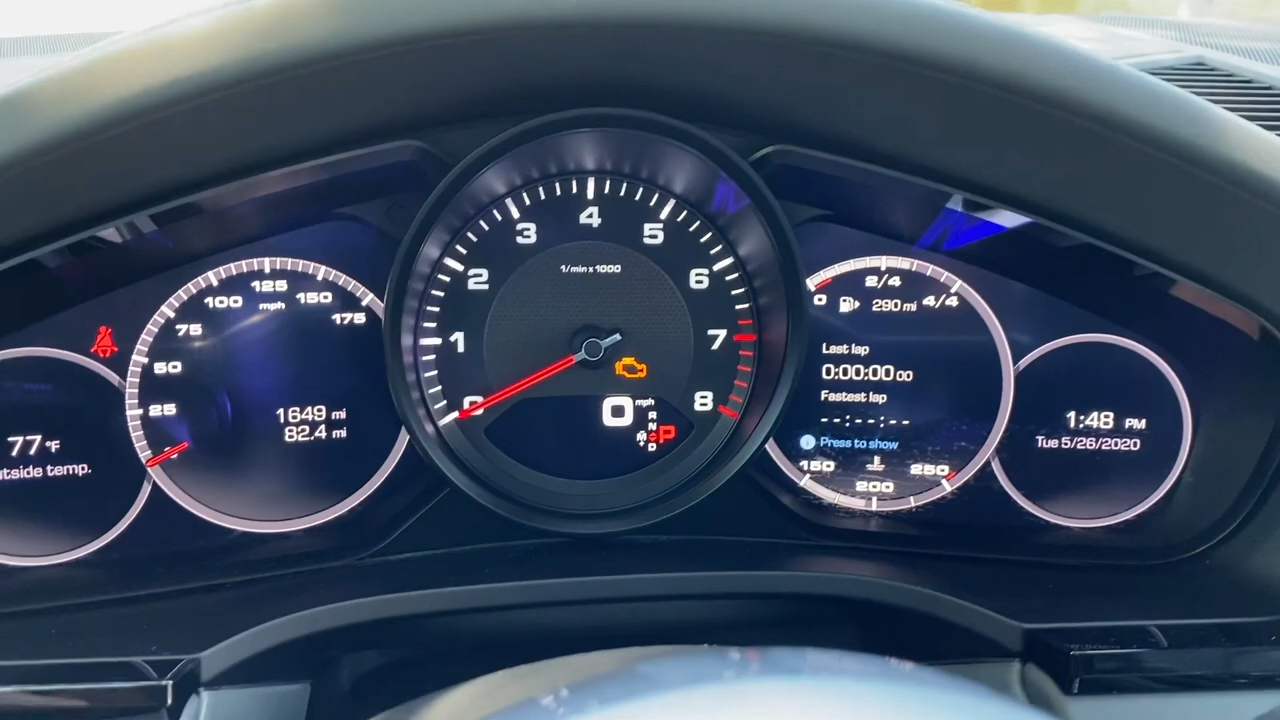 77°F
tside temp.
25
50
75
100
125
150
175
mph
1649 mi
82.4 mi
0
1
2
3
4
5
6
7
8
1/min x 1000
0 mph
R
N
D
M
P
0
2/4
4/4
290 mi
Last lap
0:00:00 00
Fastest lap
--:--:--
i Press to show
150
200
250
1:48 PM
Tue 5/26/2020